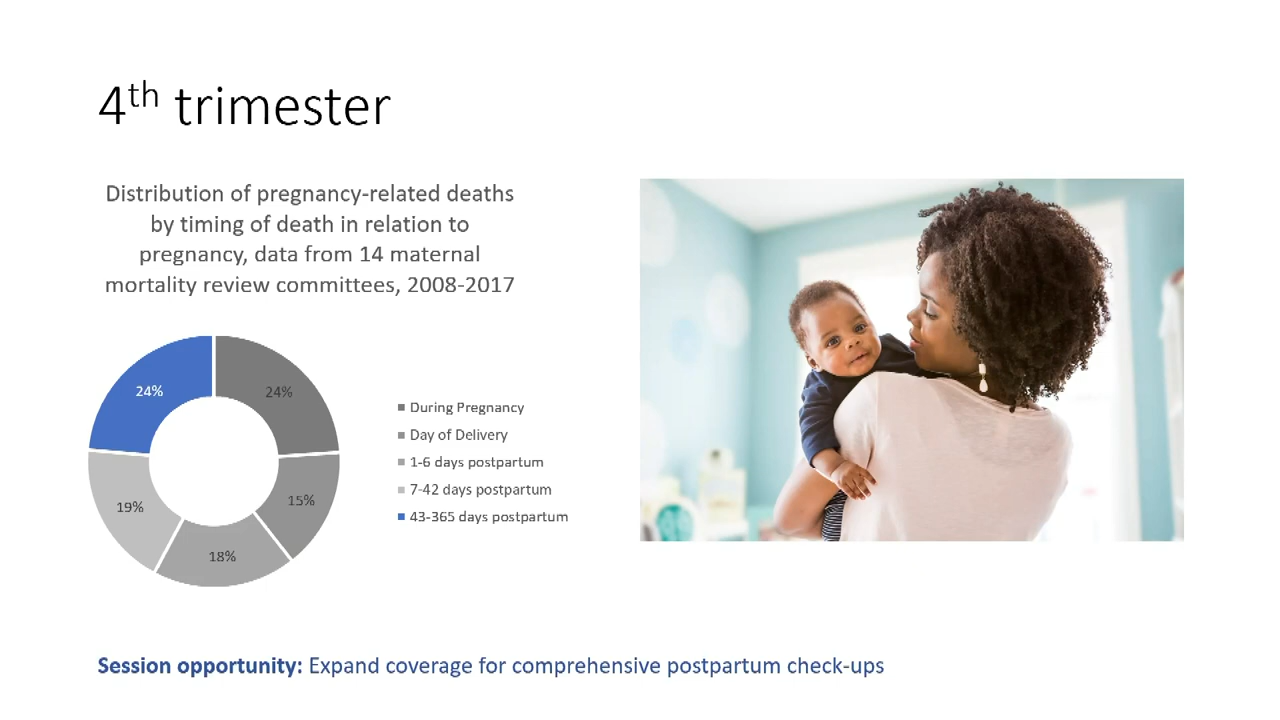 4th trimester
Distribution of pregnancy-related deaths
by timing of death in relation to
pregnancy, data from 14 maternal
mortality review committees, 2008-2017
24%
24%
19%
15%
18%
During Pregnancy
Day of Delivery
1-6 days postpartum
7-42 days postpartum
43-365 days postpartum
Session opportunity: Expand coverage for comprehensive postpartum check-ups